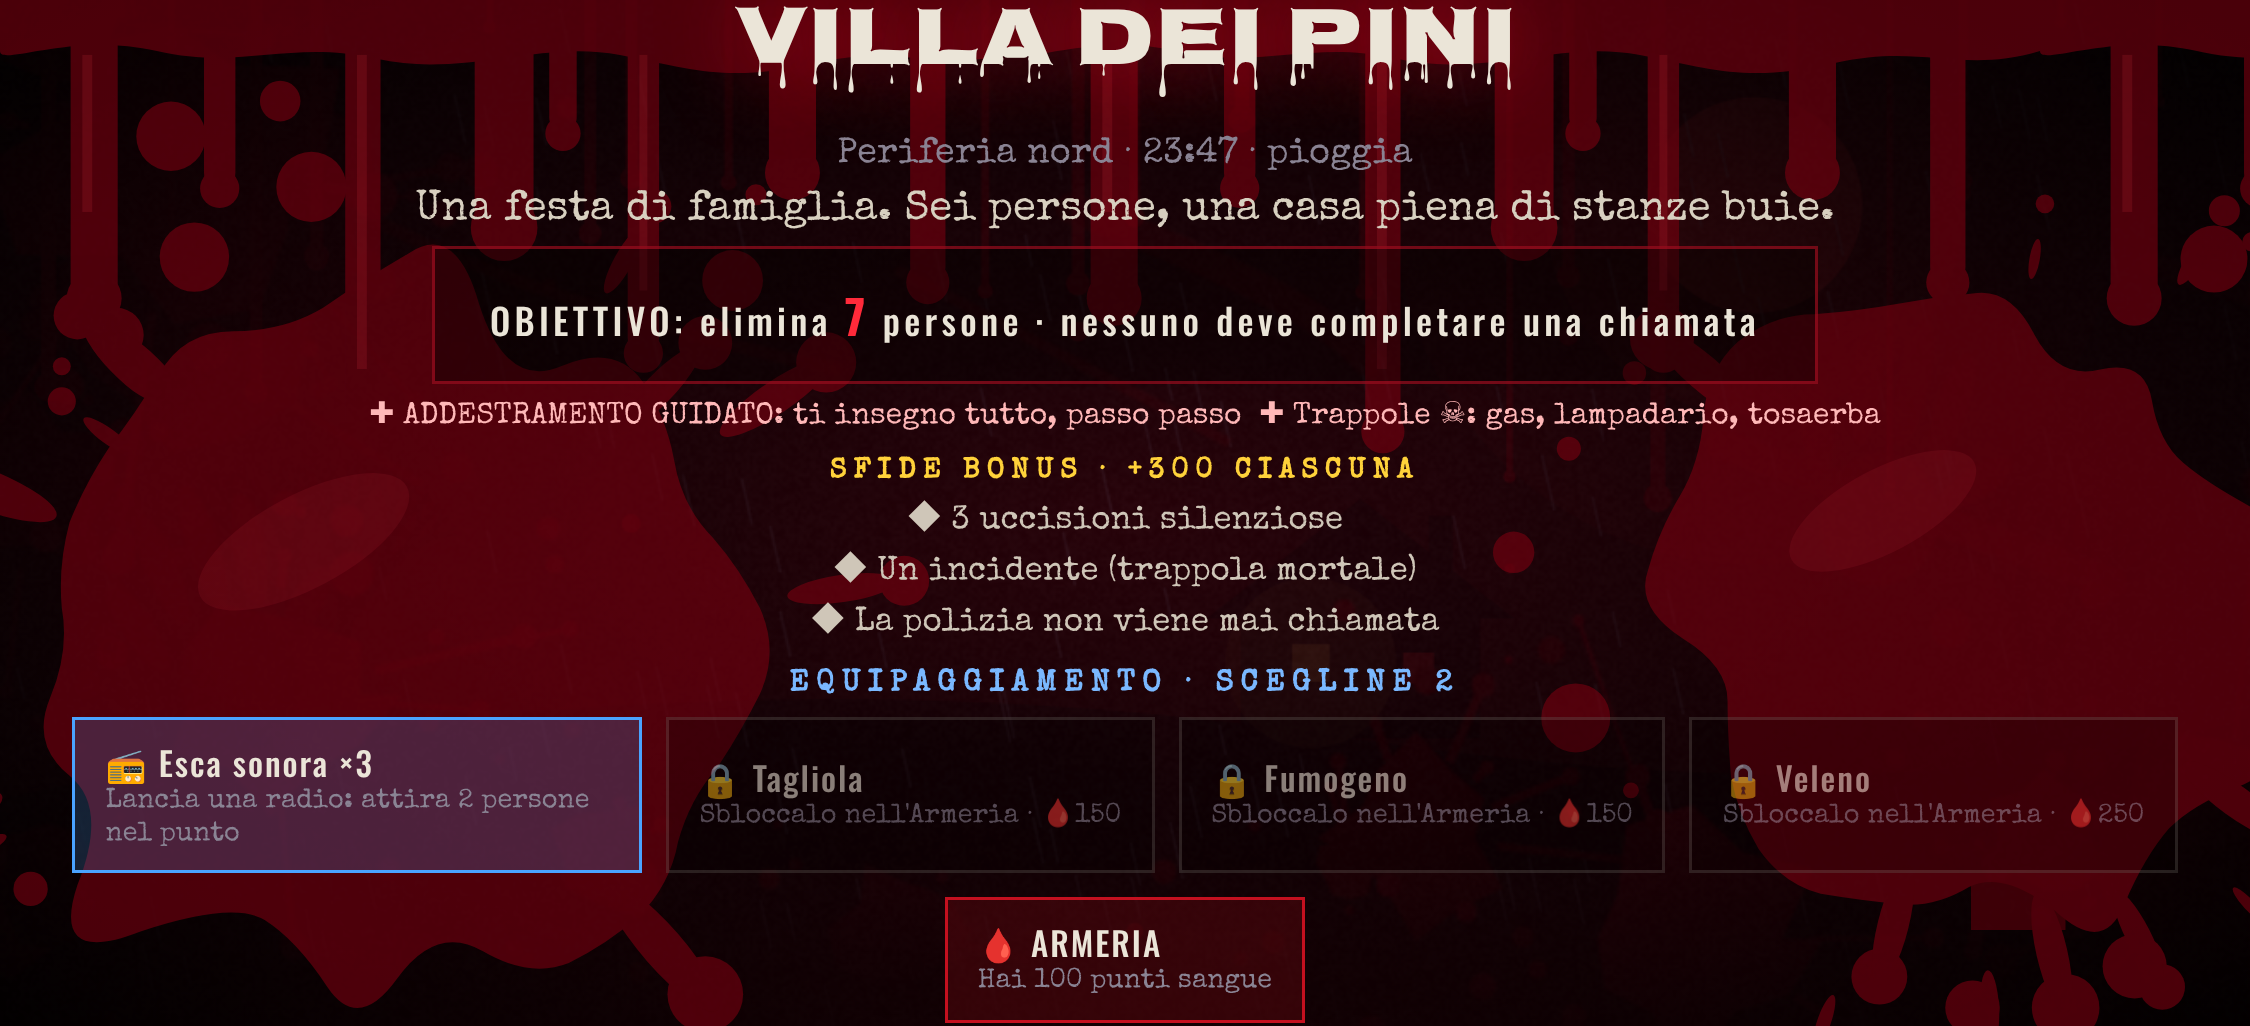 VILLA DEI PINI
Periferia nord · 23:47 · pioggia
Una festa di famiglia. Sei persone, una casa piena di stanze buie.
OBIETTIVO: elimina 7 persone · nessuno deve completare una chiamata
✚ ADDESTRAMENTO GUIDATO: ti insegno tutto, passo passo ✚ Trappole ☠: gas, lampadario, tosaerba
SFIDE BONUS · +300 CIASCUNA
◆ 3 uccisioni silenziose
◆ Un incidente (trappola mortale)
◆ La polizia non viene mai chiamata
EQUIPAGGIAMENTO · SCEGLINE 2
📻 Esca sonora ×3
Lancia una radio: attira 2 persone
nel punto
🔒 Tagliola
Sbloccalo nell'Armeria · 🩸150
🔒 Fumogeno
Sbloccalo nell'Armeria · 🩸150
🔒 Veleno
Sbloccalo nell'Armeria · 🩸250
🩸 ARMERIA
Hai 100 punti sangue